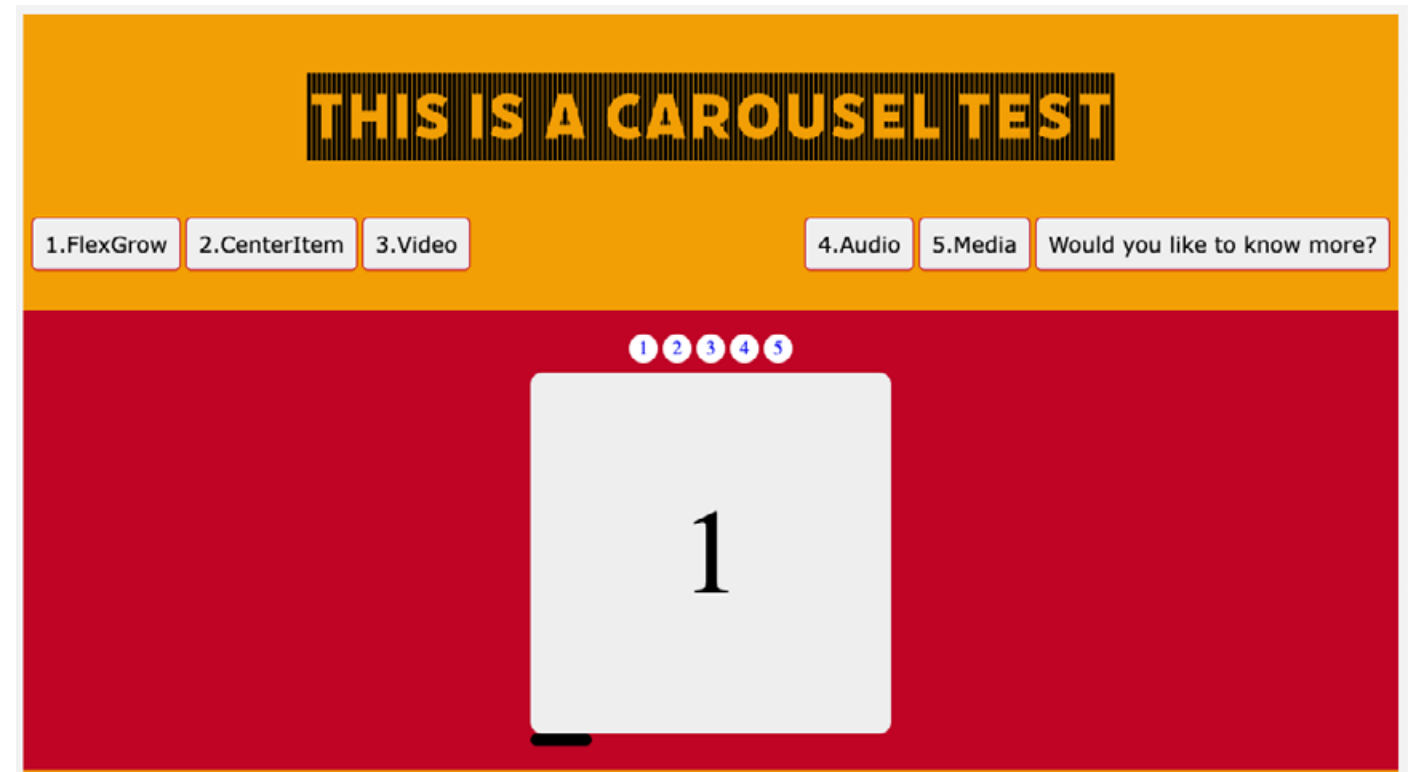 THIS IS A CAROUSEL TEST
1.FlexGrow 2.CenterItem 3.Video 4.Audio 5.Media Would you like to know more?
1 2 3 4 5
1